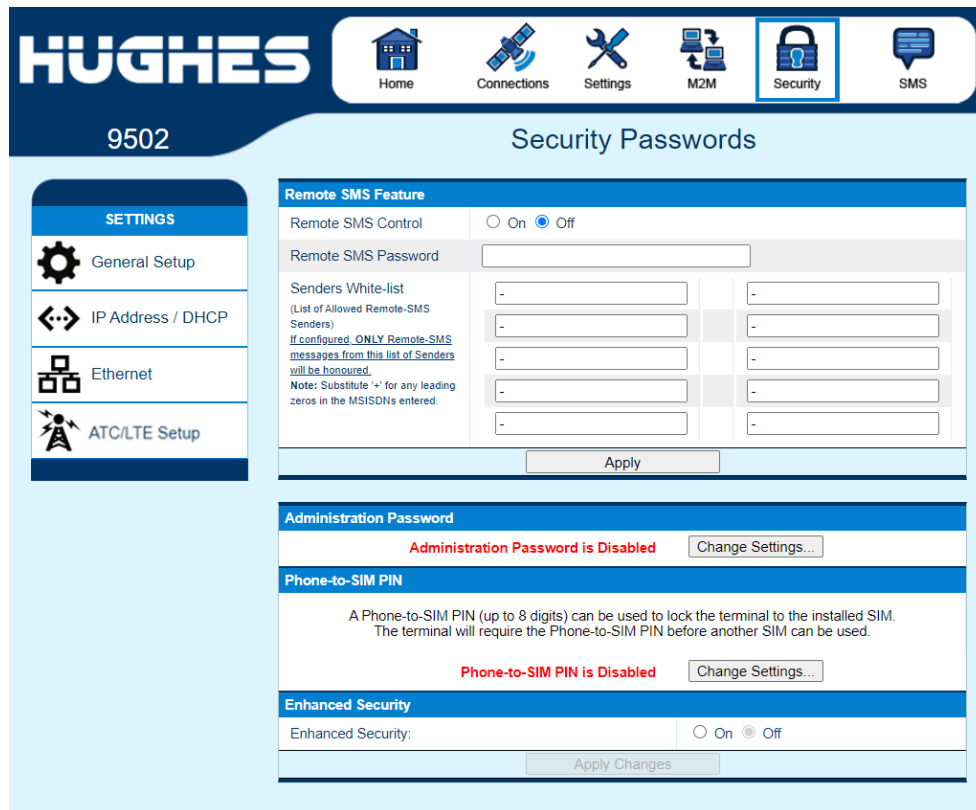 HUGHES
Home
Connections
Settings
M2M
Security
SMS
9502
Security Passwords
SETTINGS
General Setup
IP Address / DHCP
Ethernet
ATC/LTE Setup
Remote SMS Feature
Remote SMS Control
On Off
Remote SMS Password
Senders White-list
(List of Allowed Remote-SMS
Senders)
If configured, ONLY Remote-SMS
messages from this list of Senders
will be honoured.
Note: Substitute '+' for any leading
zeros in the MSISDNs entered.
- -
- -
- -
- -
- -
Apply
Administration Password
Administration Password is Disabled Change Settings...
Phone-to-SIM PIN
A Phone-to-SIM PIN (up to 8 digits) can be used to lock the terminal to the installed SIM.
The terminal will require the Phone-to-SIM PIN before another SIM can be used.
Phone-to-SIM PIN is Disabled Change Settings...
Enhanced Security
Enhanced Security: On Off
Apply Changes